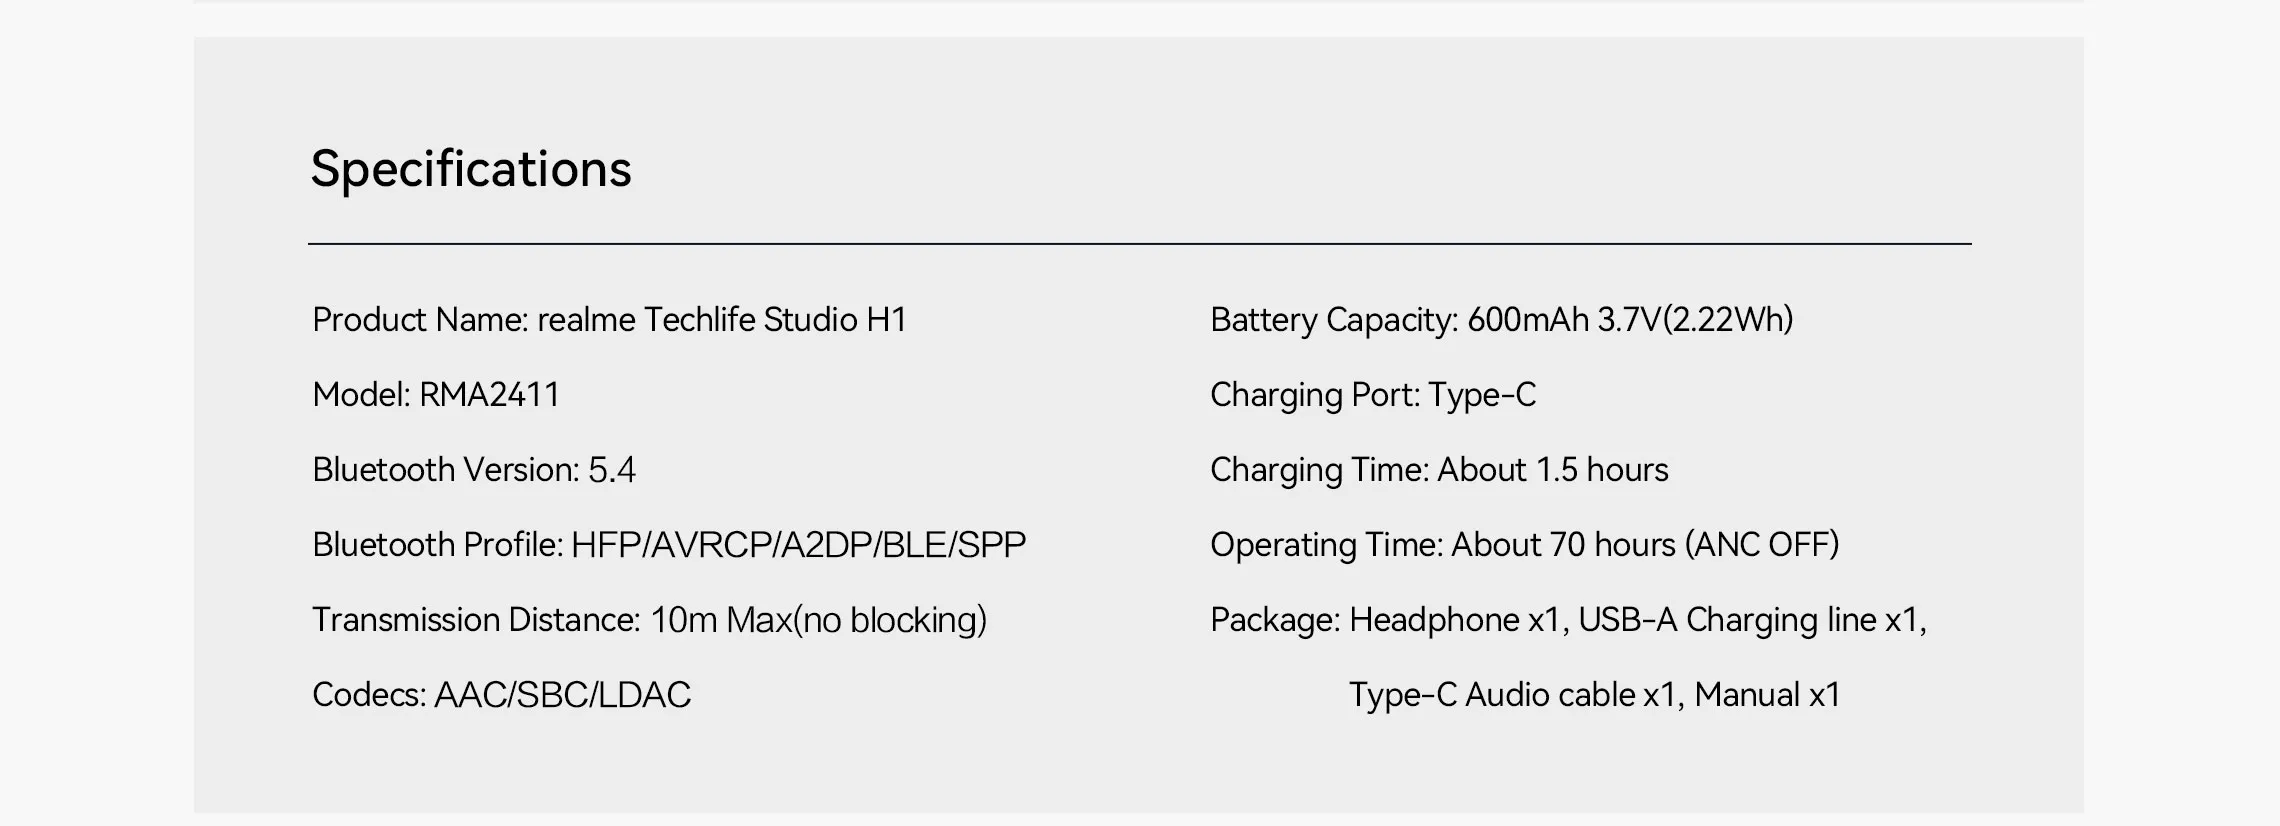 Specifications
Product Name: realme Techlife Studio H1
Model: RMA2411
Bluetooth Version: 5.4
Bluetooth Profile: HFP/AVRCP/A2DP/BLE/SPP
Transmission Distance: 10m Max(no blocking)
Codecs: AAC/SBC/LDAC
Battery Capacity: 600mAh 3.7V(2.22Wh)
Charging Port: Type-C
Charging Time: About 1.5 hours
Operating Time: About 70 hours (ANC OFF)
Package: Headphone x1, USB-A Charging line x1,
Type-C Audio cable x1, Manual x1